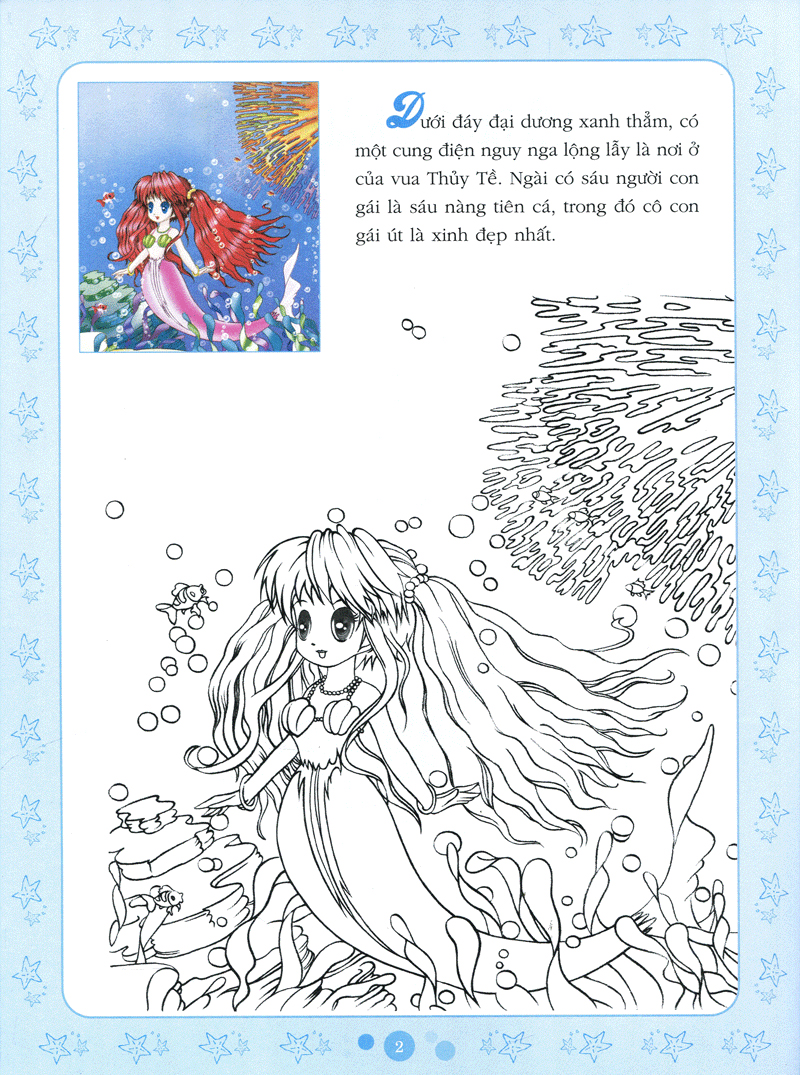 Dưới đáy đại dương xanh thẳm, có
một cung điện nguy nga lộng lẫy là nơi ở
của vua Thủy Tề. Ngài có sáu người con
gái là sáu nàng tiên cá, trong đó cô con
gái út là xinh đẹp nhất.
2